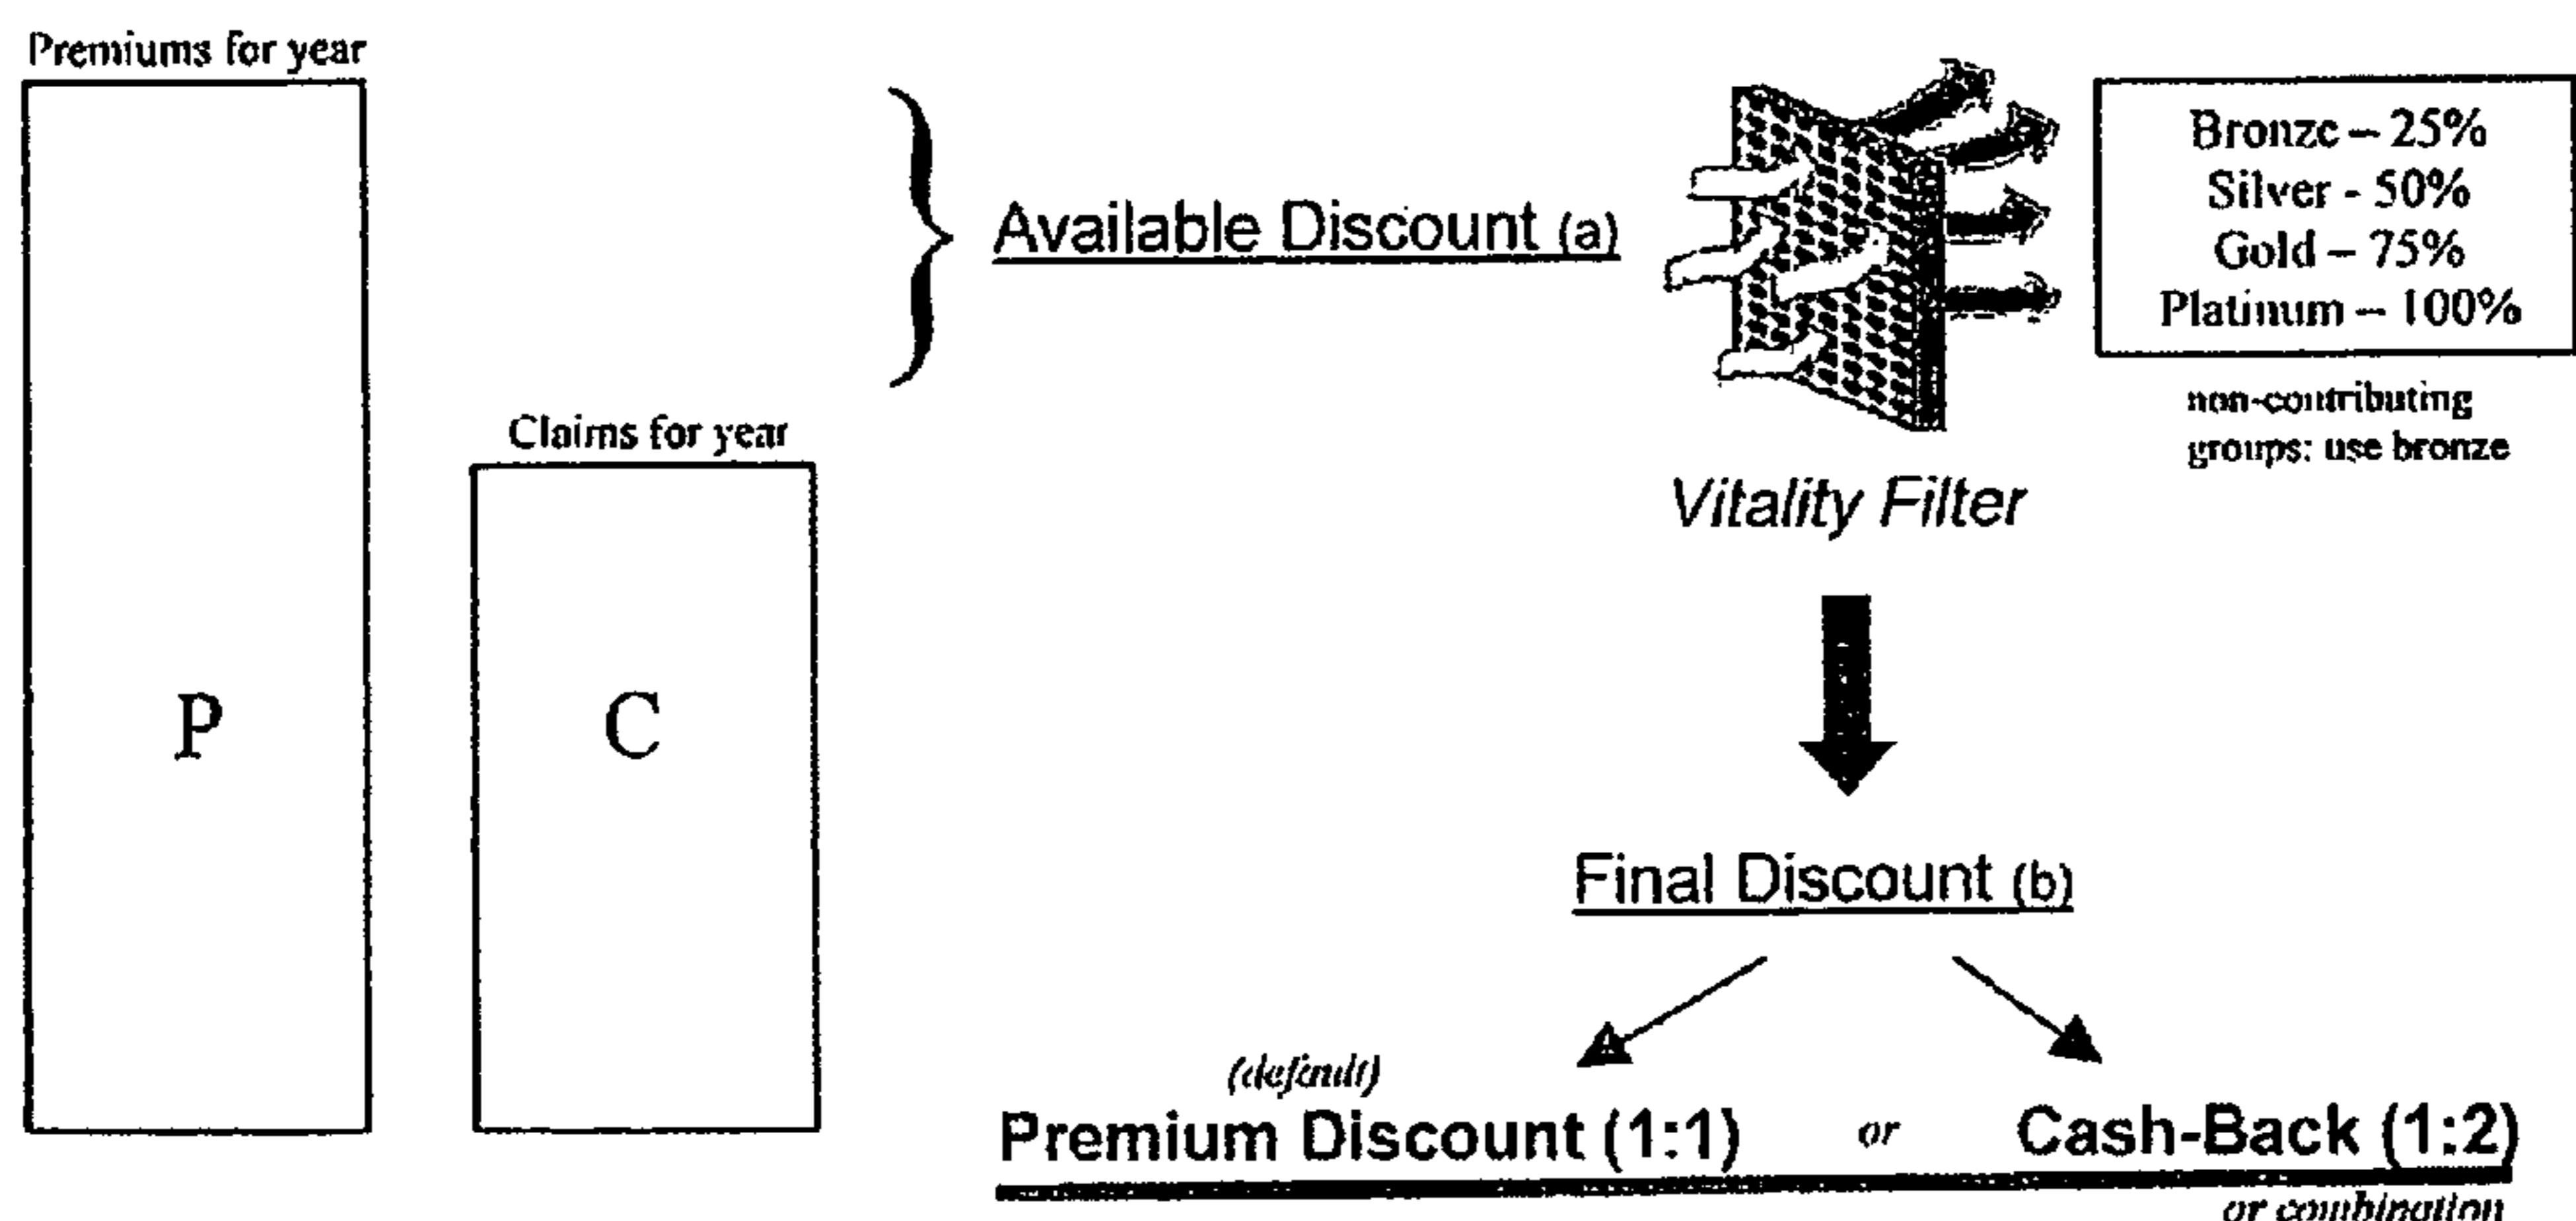 Premiums for year
P
Claims for year
C
Available Discount (a)
Vitality Filter
Bronze – 25%
Silver - 50%
Gold – 75%
Platinum – 100%
non-contributing
groups: use bronze
Final Discount (b)
(default)
Premium Discount (1:1) or Cash-Back (1:2)
or combination